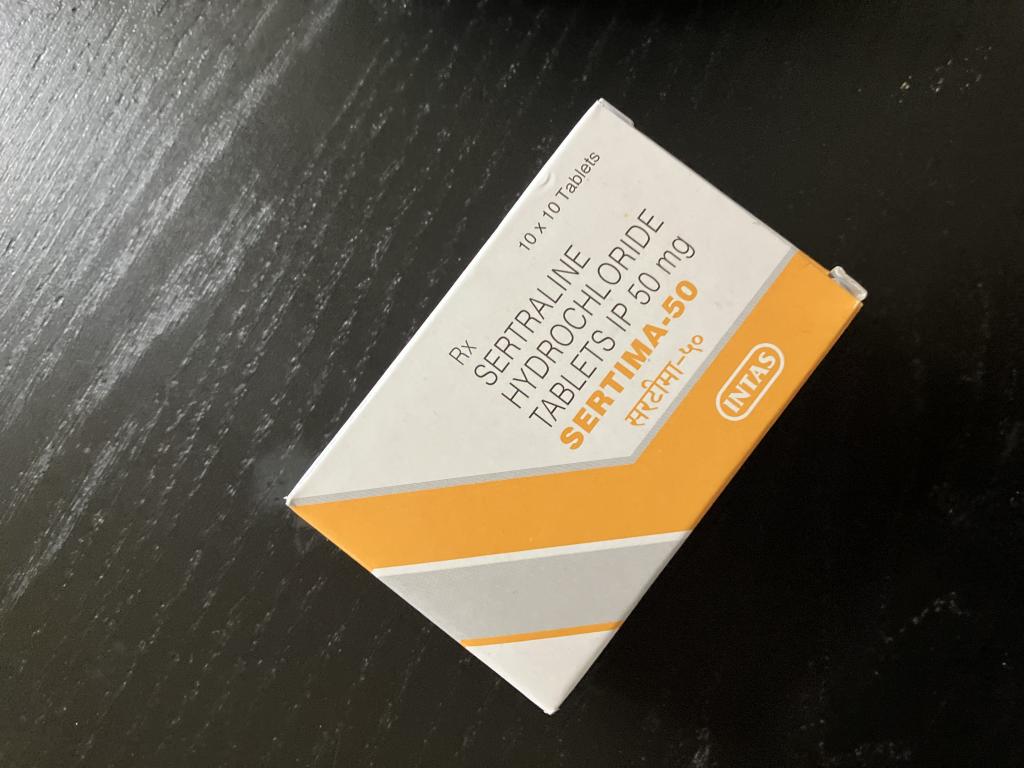 10 x 10 Tablets
Rx
SERTRALINE
HYDROCHLORIDE
TABLETS IP 50 mg
SERTIMA-50
सरटीमा-५०
INTAS